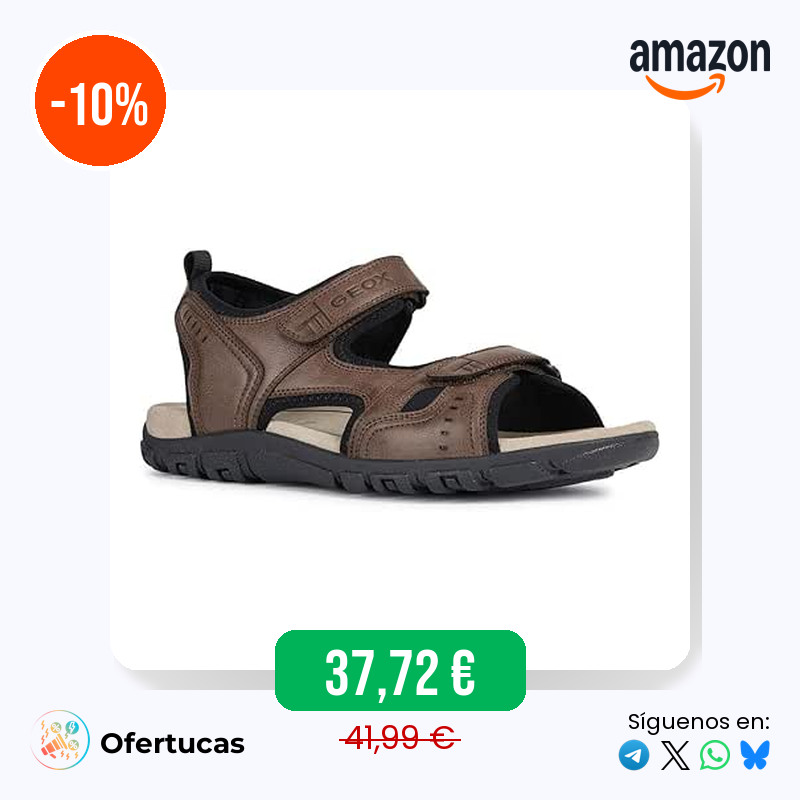 -10%
amazon
GEOX
37,72 €
41,99 €
Ofertucas
Síguenos en: